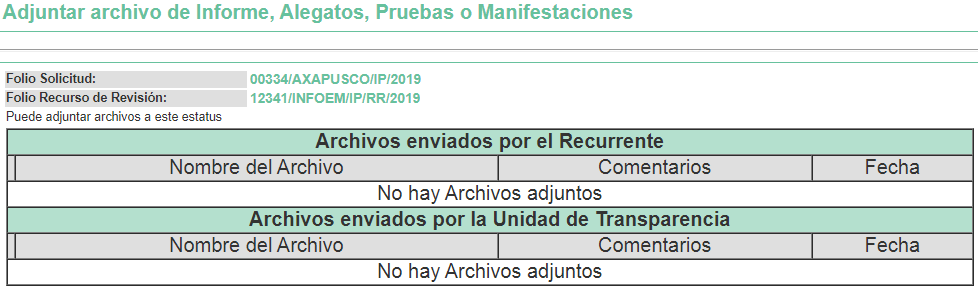 Adjuntar archivo de Informe, Alegatos, Pruebas o Manifestaciones
Folio Solicitud: 00334/AXAPUSCO/IP/2019
Folio Recurso de Revisión: 12341/INFOEM/IP/RR/2019
Puede adjuntar archivos a este estatus
Archivos enviados por el Recurrente
Nombre del Archivo Comentarios Fecha
No hay Archivos adjuntos
Archivos enviados por la Unidad de Transparencia
Nombre del Archivo Comentarios Fecha
No hay Archivos adjuntos